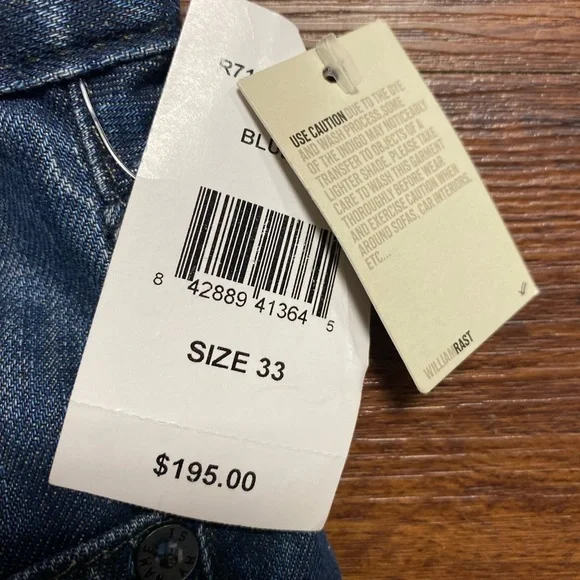 R71
BLU
8 42889 41364 5
SIZE 33
$195.00
USE CAUTION DUE TO THE DYE
AND WASH PROCESS, SOME
OF THE INDIGO MAY NOTICEABLY
TRANSFER TO OBJECTS OF A
LIGHTER SHADE. PLEASE TAKE
CARE TO WASH THIS GARMENT
THOROUGHLY BEFORE WEAR
AND EXERCISE CAUTION WHEN
AROUND SOFAS, CAR INTERIORS,
ETC...
WILLIAMRAST